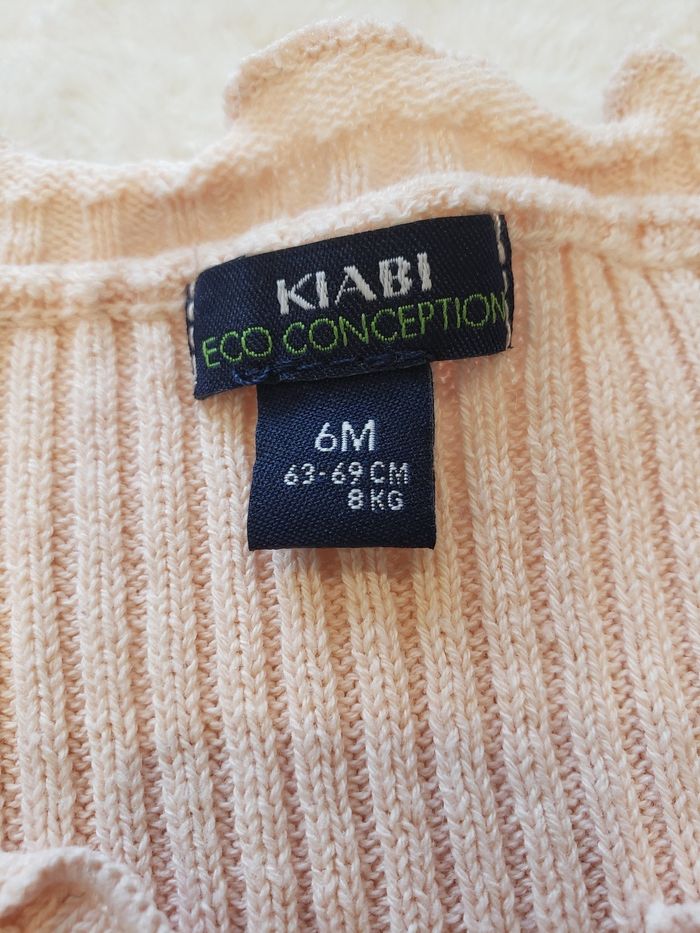 KIABI
ECO CONCEPTION
6M
63-69 CM
8 KG